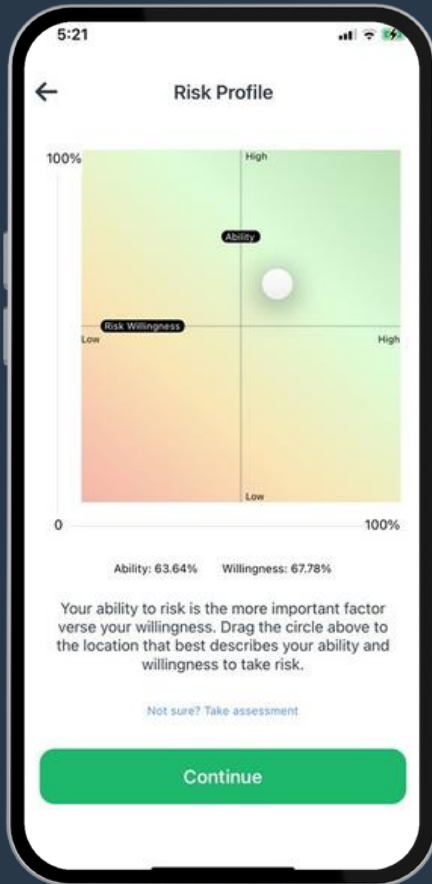 5:21
Risk Profile
100%
High
Ability
Risk Willingness
Low
High
Low
0
100%
Ability: 63.64% Willingness: 67.78%
Your ability to risk is the more important factor
verse your willingness. Drag the circle above to
the location that best describes your ability and
willingness to take risk.
Not sure? Take assessment
Continue